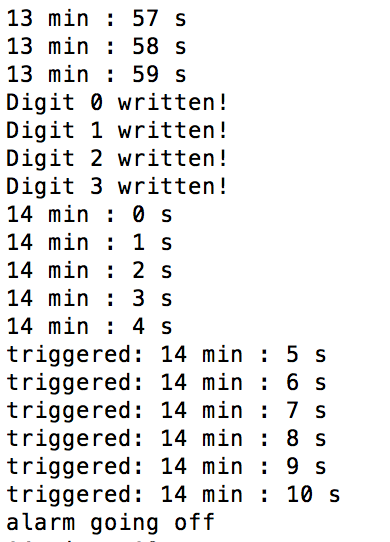 13 min : 57 s
13 min : 58 s
13 min : 59 s
Digit 0 written!
Digit 1 written!
Digit 2 written!
Digit 3 written!
14 min : 0 s
14 min : 1 s
14 min : 2 s
14 min : 3 s
14 min : 4 s
triggered: 14 min : 5 s
triggered: 14 min : 6 s
triggered: 14 min : 7 s
triggered: 14 min : 8 s
triggered: 14 min : 9 s
triggered: 14 min : 10 s
alarm going off